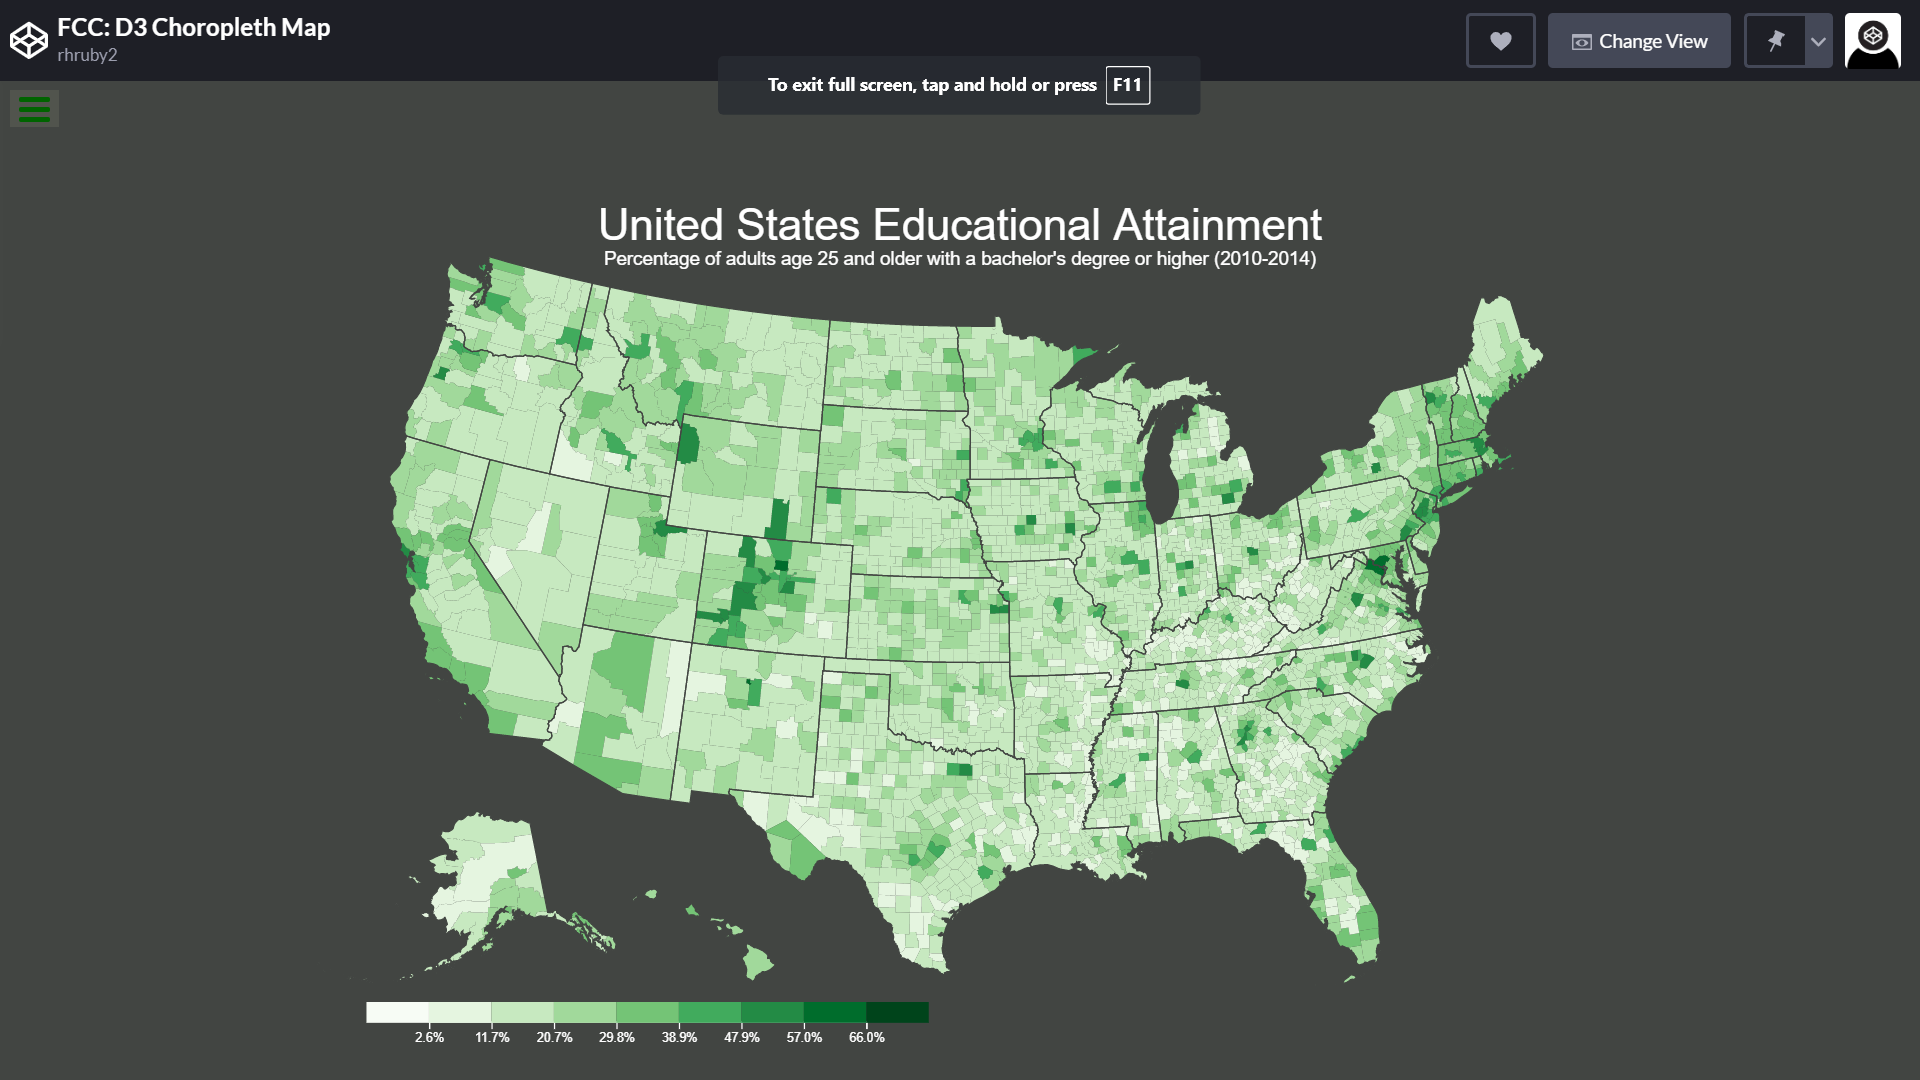 FCC: D3 Choropleth Map
rhruby2
Change View
To exit full screen, tap and hold or press F11
United States Educational Attainment
Percentage of adults age 25 and older with a bachelor's degree or higher (2010-2014)
2.6% 11.7% 20.7% 29.8% 38.9% 47.9% 57.0% 66.0%